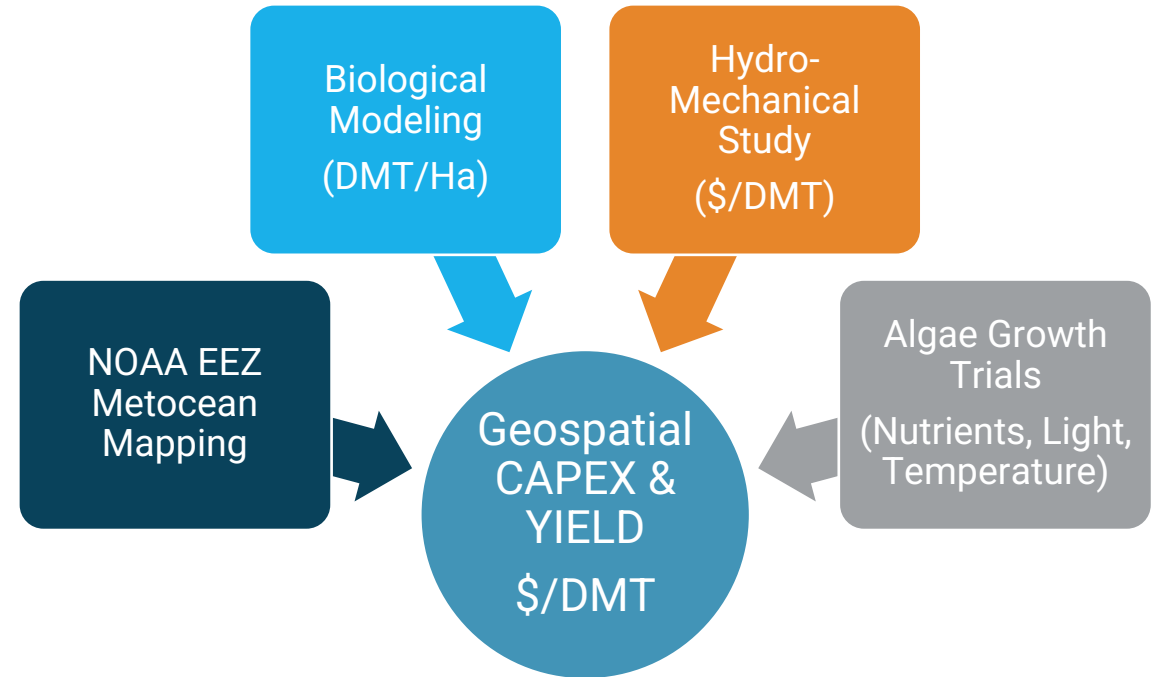 Biological
Modeling
(DMT/Ha)
Hydro-
Mechanical
Study
($/DMT)
NOAA EEZ
Metocean
Mapping
Algae Growth
Trials
(Nutrients, Light,
Temperature)
Geospatial
CAPEX &
YIELD
$/DMT